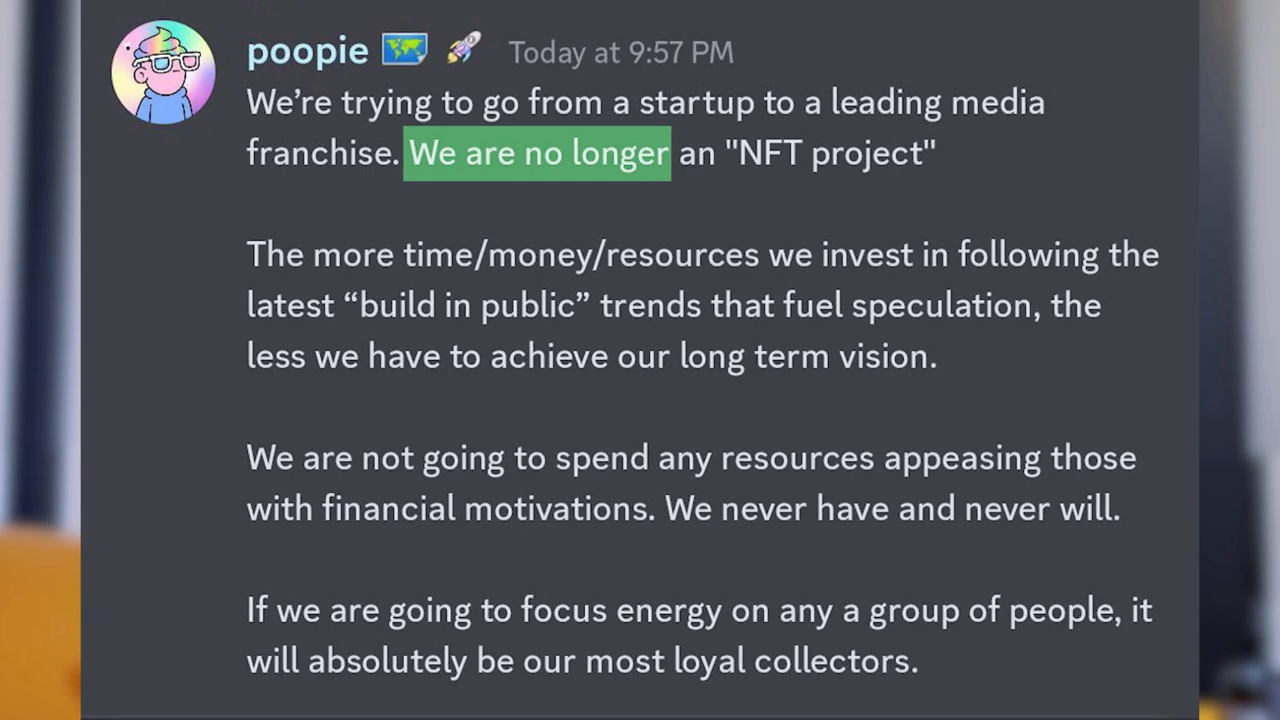 poopie Today at 9:57 PM
We’re trying to go from a startup to a leading media
franchise. We are no longer an "NFT project"
The more time/money/resources we invest in following the
latest “build in public” trends that fuel speculation, the
less we have to achieve our long term vision.
We are not going to spend any resources appeasing those
with financial motivations. We never have and never will.
If we are going to focus energy on any a group of people, it
will absolutely be our most loyal collectors.